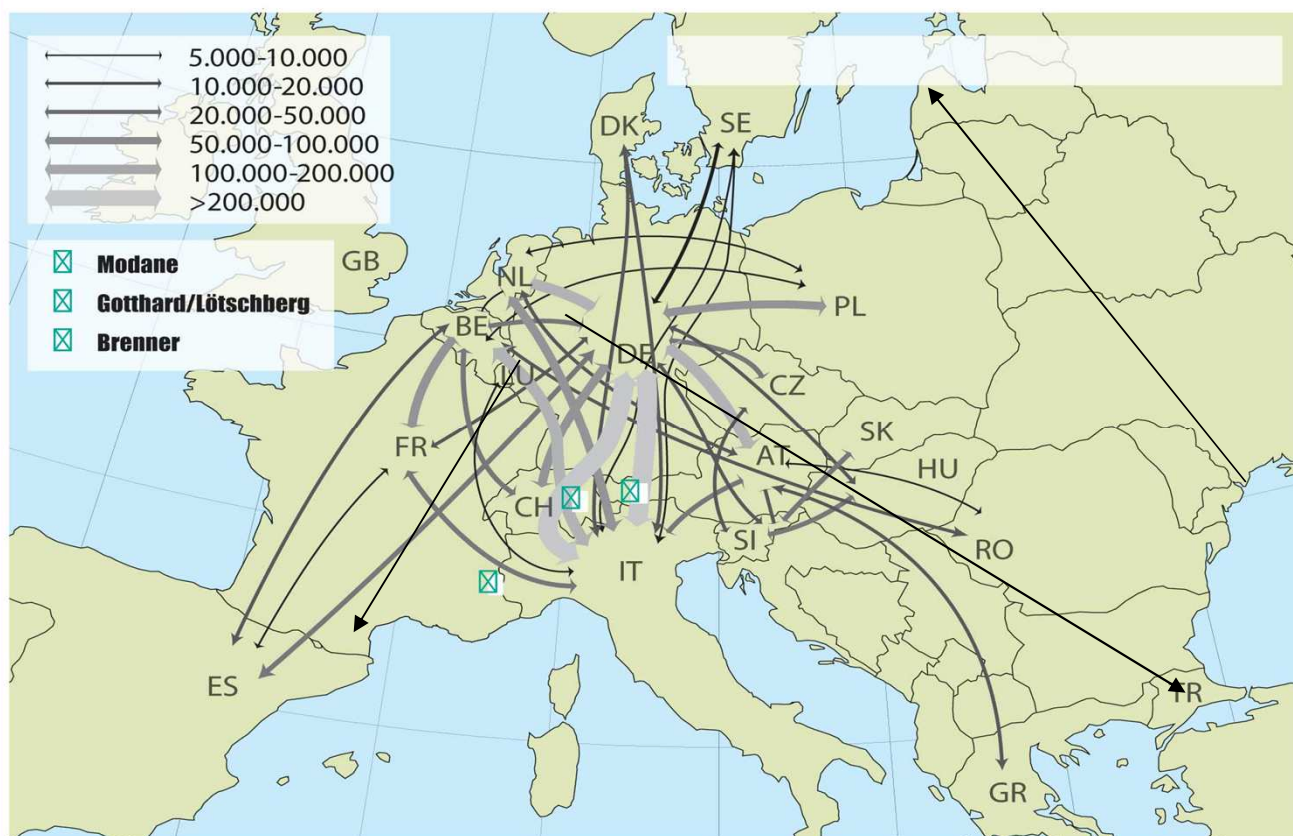 5.000-10.000
10.000-20.000
20.000-50.000
50.000-100.000
100.000-200.000
>200.000
Modane
Gotthard/Lötschberg
Brenner
DK
SE
GB
NL
PL
BE
DE
LU
CZ
FR
AT
SK
HU
CH
SI
RO
IT
ES
TR
GR